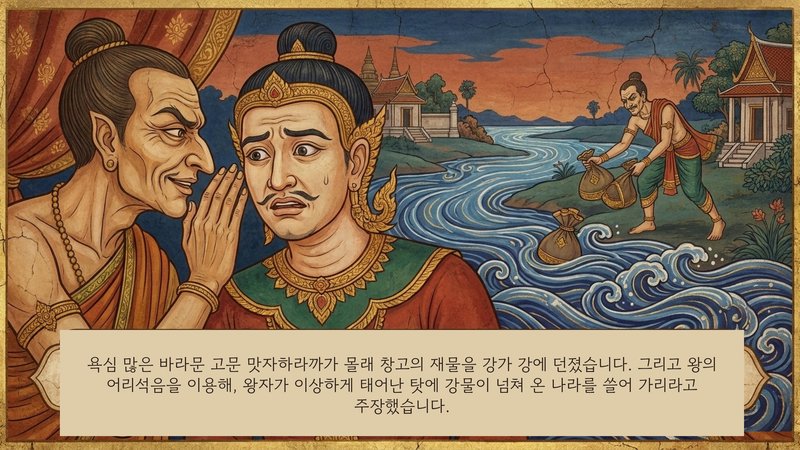 욕심 많은 바라문 고문 맛자하라까가 몰래 창고의 재물을 강가 강에 던졌습니다. 그리고 왕의
어리석음을 이용해, 왕자가 이상하게 태어난 탓에 강물이 넘쳐 온 나라를 쓸어 가리라고
주장했습니다.